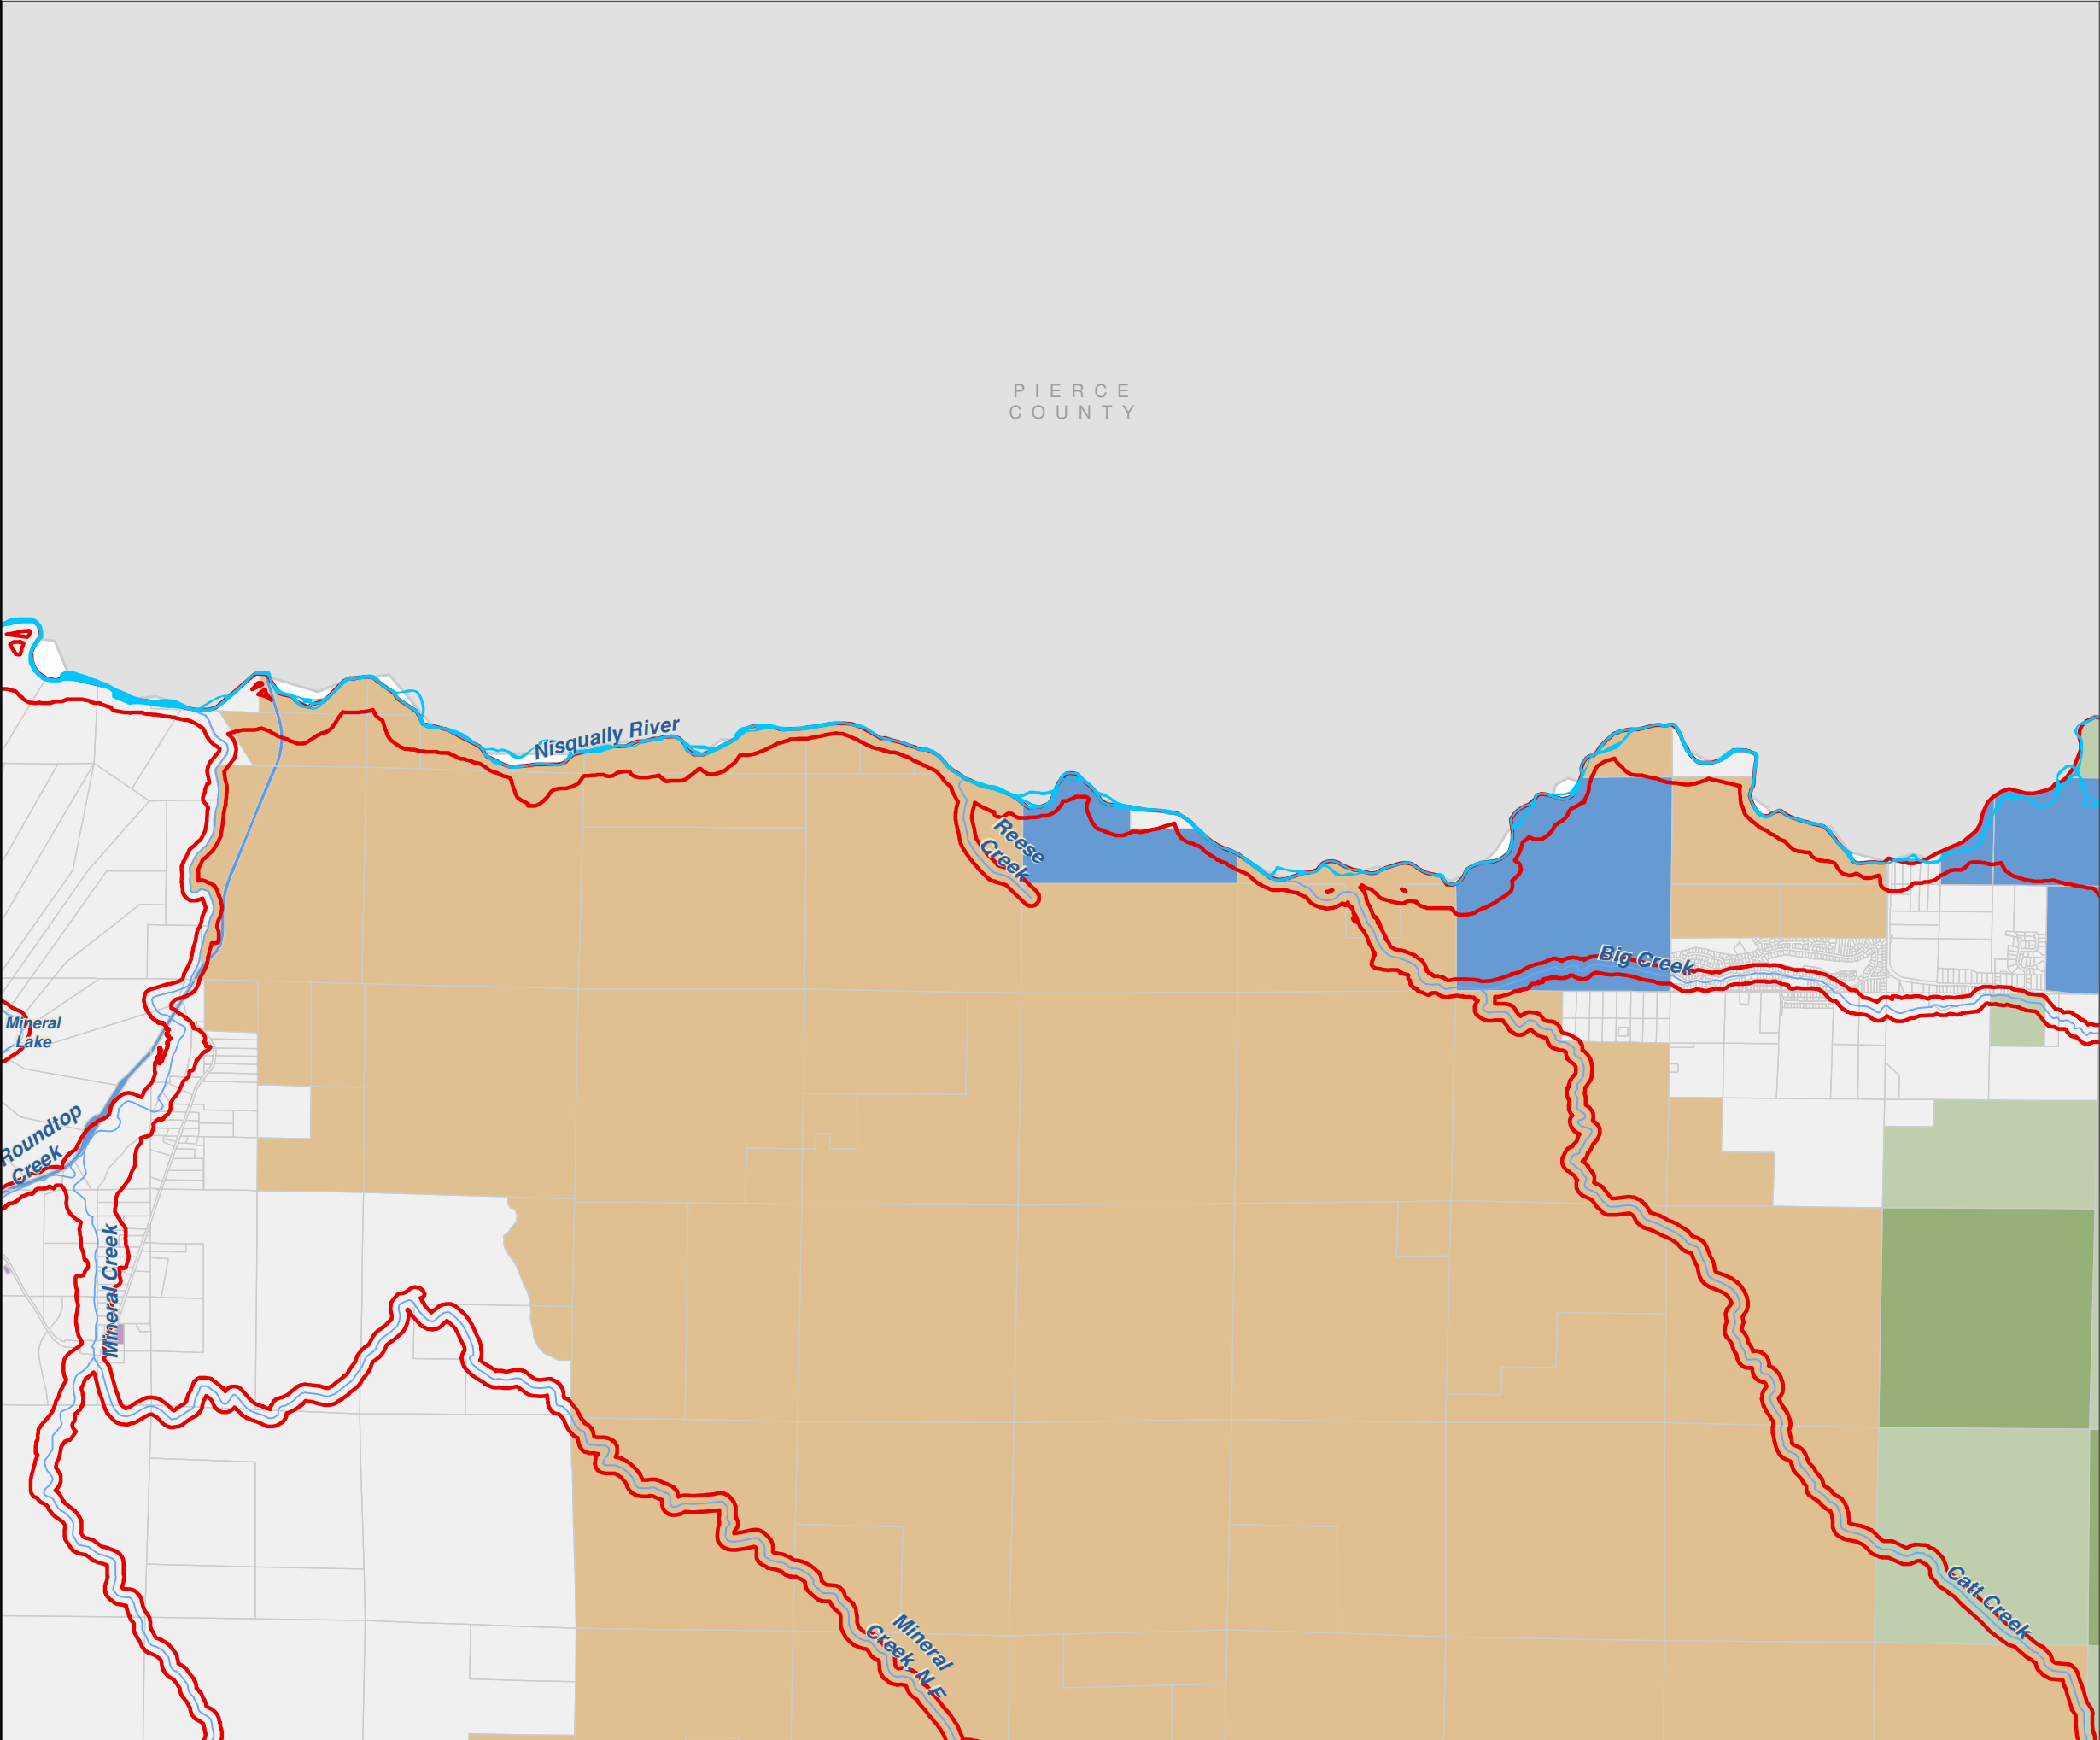 PIERCE
COUNTY
Nisqually River
Reese
Creek
Big Creek
Mineral
Lake
Roundtop
Creek
Mineral Creek
Catt Creek
Mineral
Creek N F